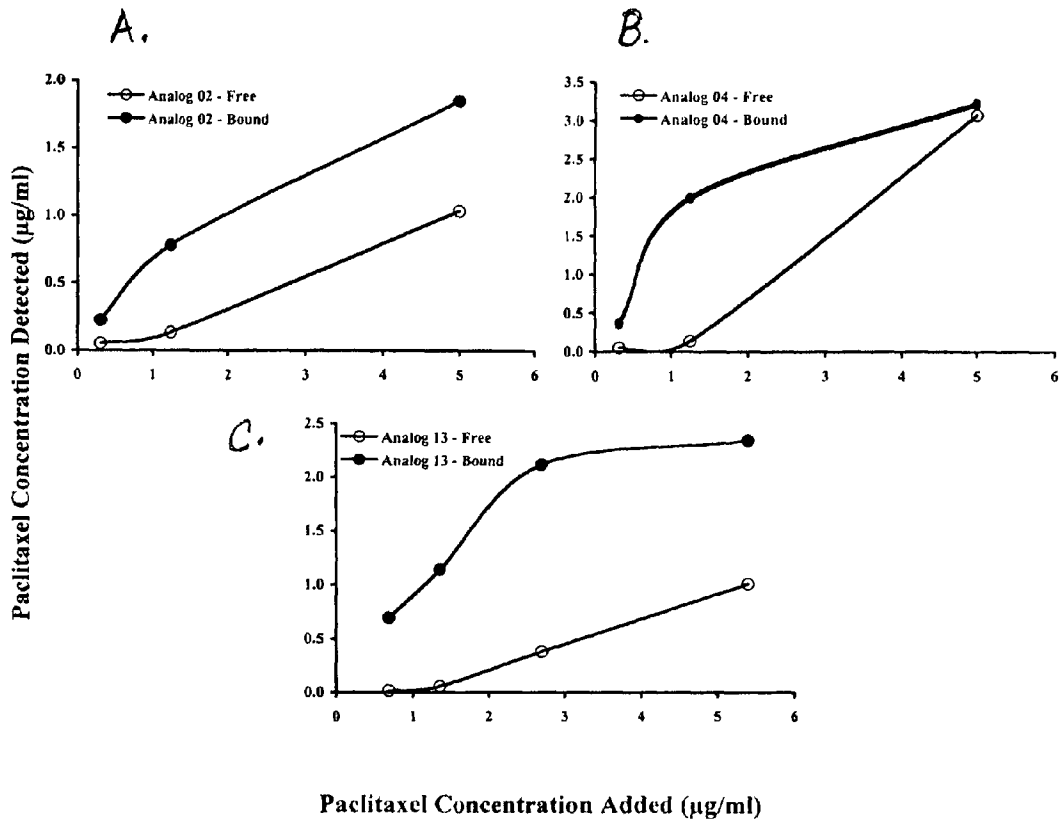 A.
Analog 02 - Free
Analog 02 - Bound
2.0
1.5
1.0
0.5
0.0
0 1 2 3 4 5 6
B.
Analog 04 - Free
Analog 04 - Bound
3.5
3.0
2.5
2.0
1.5
1.0
0.5
0.0
0 1 2 3 4 5 6
C.
Analog 13 - Free
Analog 13 - Bound
2.5
2.0
1.5
1.0
0.5
0.0
0 1 2 3 4 5 6
Paclitaxel Concentration Detected (µg/ml)
Paclitaxel Concentration Added (µg/ml)